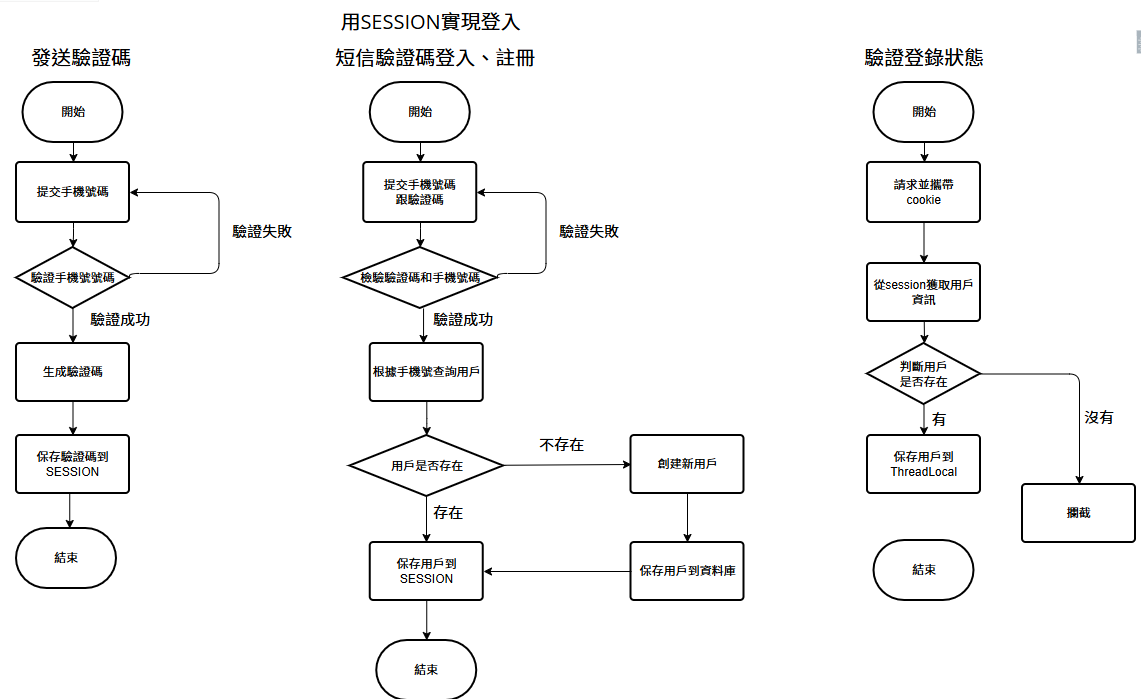 用SESSION實現登入
發送驗證碼
開始
提交手機號碼
驗證失敗
驗證手機號號碼
驗證成功
生成驗證碼
保存驗證碼到
SESSION
結束
短信驗證碼登入、註冊
開始
提交手機號碼
跟驗證碼
驗證失敗
檢驗驗證碼和手機號碼
驗證成功
根據手機號查詢用戶
用戶是否存在
不存在
創建新用戶
存在
保存用戶到
SESSION
保存用戶到資料庫
結束
驗證登錄狀態
開始
請求並攜帶
cookie
從session獲取用戶
資訊
判斷用戶
是否存在
有
沒有
保存用戶到
ThreadLocal
攔截
結束